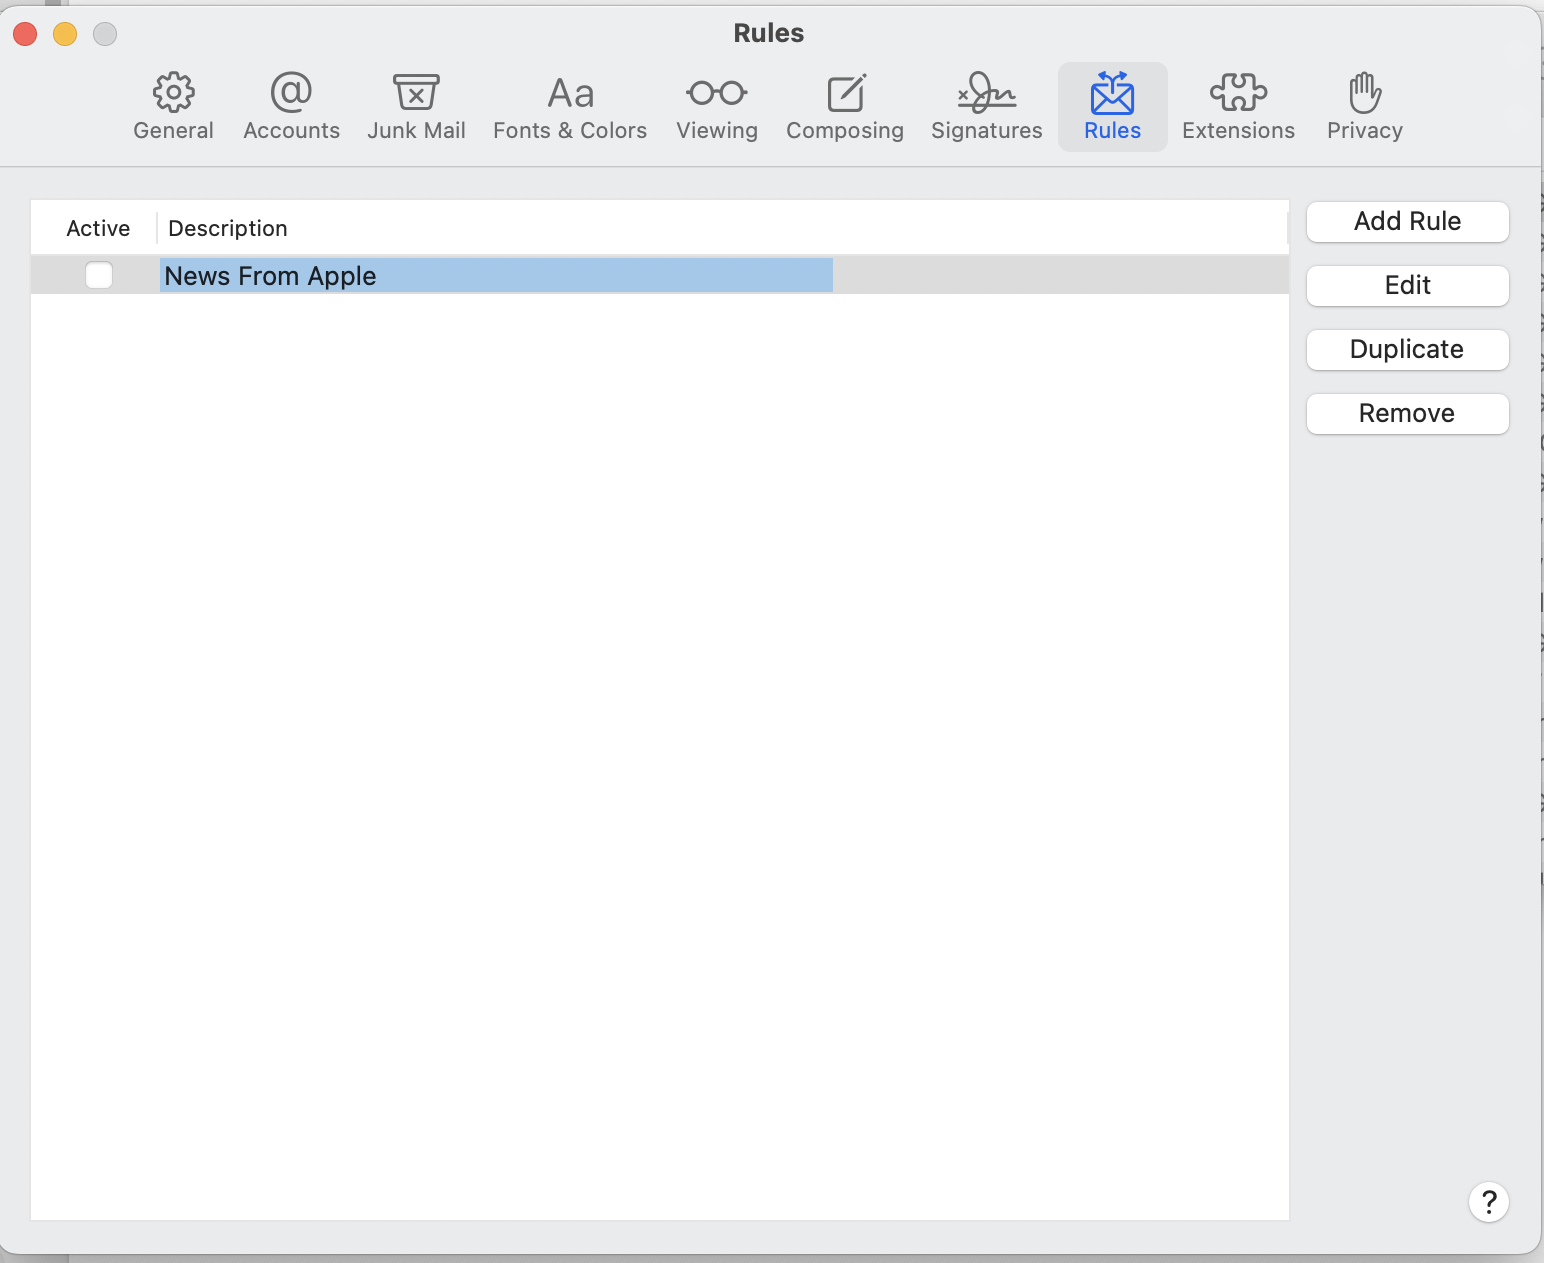 Rules
General Accounts Junk Mail Fonts & Colors Viewing Composing Signatures Rules Extensions Privacy
Active Description
News From Apple
Add Rule
Edit
Duplicate
Remove
?